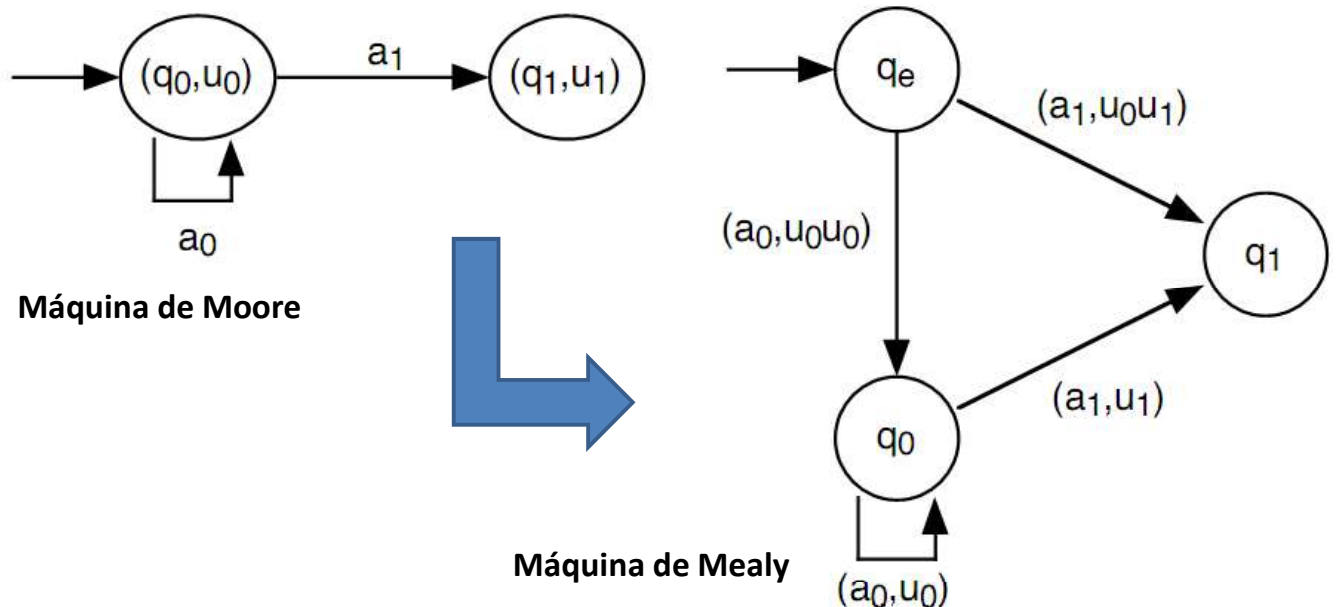 (q₀,u₀)
a₁
(q₁,u₁)
a₀
Máquina de Moore
qₑ
(a₁,u₀u₁)
(a₀,u₀u₀)
q₁
q₀
(a₁,u₁)
(a₀,u₀)
Máquina de Mealy